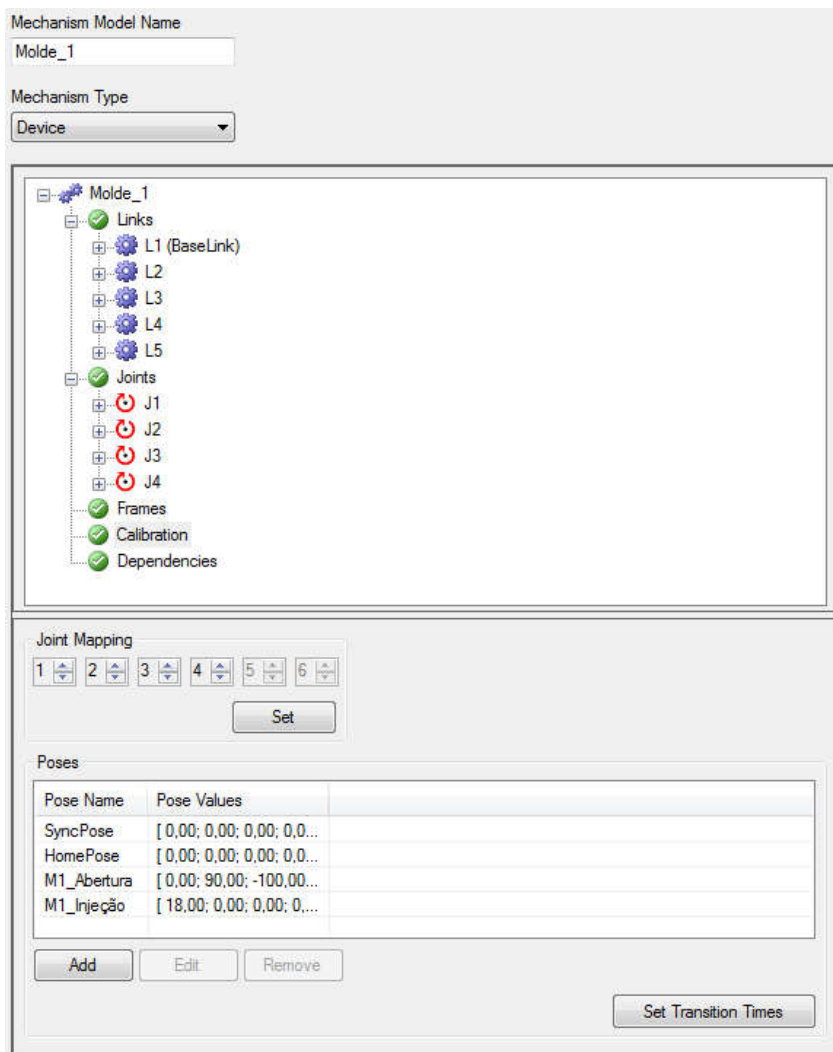 Mechanism Model Name
Molde_1
Mechanism Type
Device
Molde_1
Links
L1 (BaseLink)
L2
L3
L4
L5
Joints
J1
J2
J3
J4
Frames
Calibration
Dependencies
Joint Mapping
1 2 3 4 5 6
Set
Poses
Pose Name Pose Values
SyncPose [ 0,00; 0,00; 0,00; 0,0...
HomePose [ 0,00; 0,00; 0,00; 0,0...
M1_Abertura [ 0,00; 90,00; -100,00...
M1_Injeção [ 18,00; 0,00; 0,00; 0,...
Add Edit Remove
Set Transition Times